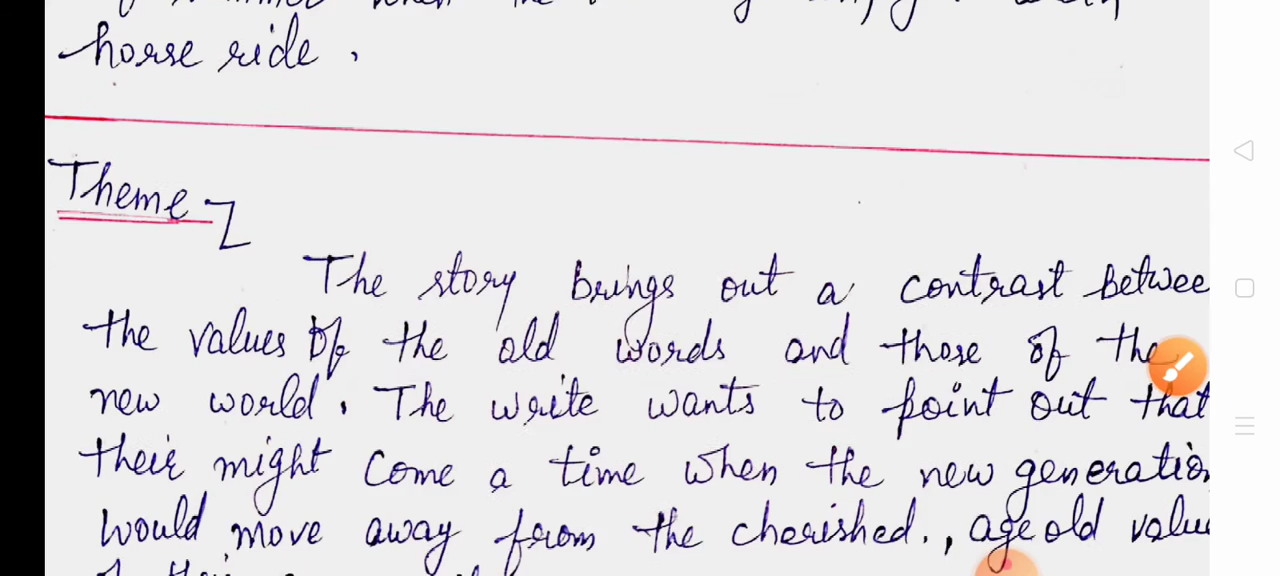 horse ride .
Theme
The story brings out a contrast betwee
the values of the old words and those of the
new world . The write wants to point out that
their might come a time when the new generation
would move away from the cherished . , age old value